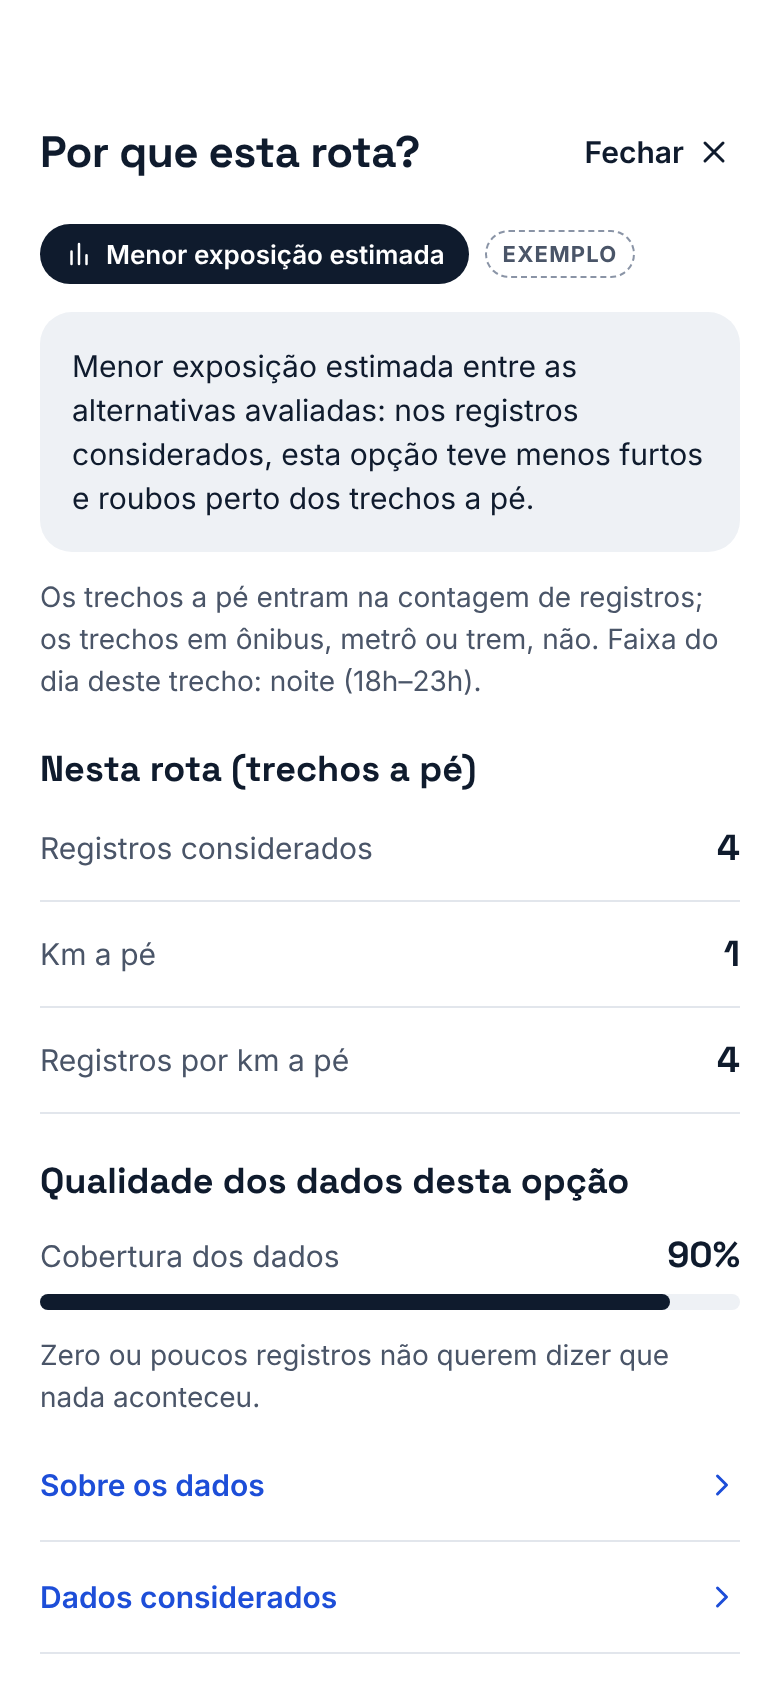 Por que esta rota?
Fechar
Menor exposição estimada
EXEMPLO
Menor exposição estimada entre as
alternativas avaliadas: nos registros
considerados, esta opção teve menos furtos
e roubos perto dos trechos a pé.
Os trechos a pé entram na contagem de registros;
os trechos em ônibus, metrô ou trem, não. Faixa do
dia deste trecho: noite (18h–23h).
Nesta rota (trechos a pé)
Registros considerados 4
Km a pé 1
Registros por km a pé 4
Qualidade dos dados desta opção
Cobertura dos dados 90%
Zero ou poucos registros não querem dizer que
nada aconteceu.
Sobre os dados
Dados considerados